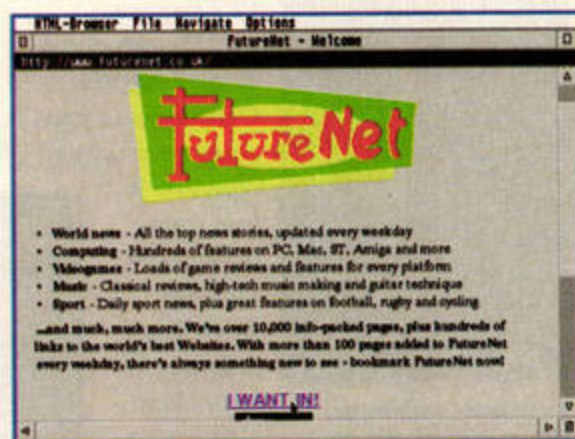 HTML-Browser File Navigate Options
FutureNet - Welcome
http://www.futurenet.co.uk/
FutureNet
• World news - All the top news stories, updated every weekday
• Computing - Hundreds of features on PC, Mac, ST, Amiga and more
• Videogames - Loads of game reviews and features for every platform
• Music - Classical reviews, high-tech music making and guitar technique
• Sport - Daily sport news, plus great features on football, rugby and cycling
...and much, much more. We've over 10,000 info-packed pages, plus hundreds of
links to the world's best Websites. With more than 100 pages added to FutureNet
every weekday, there's always something new to see - bookmark FutureNet now!
I WANT IN!